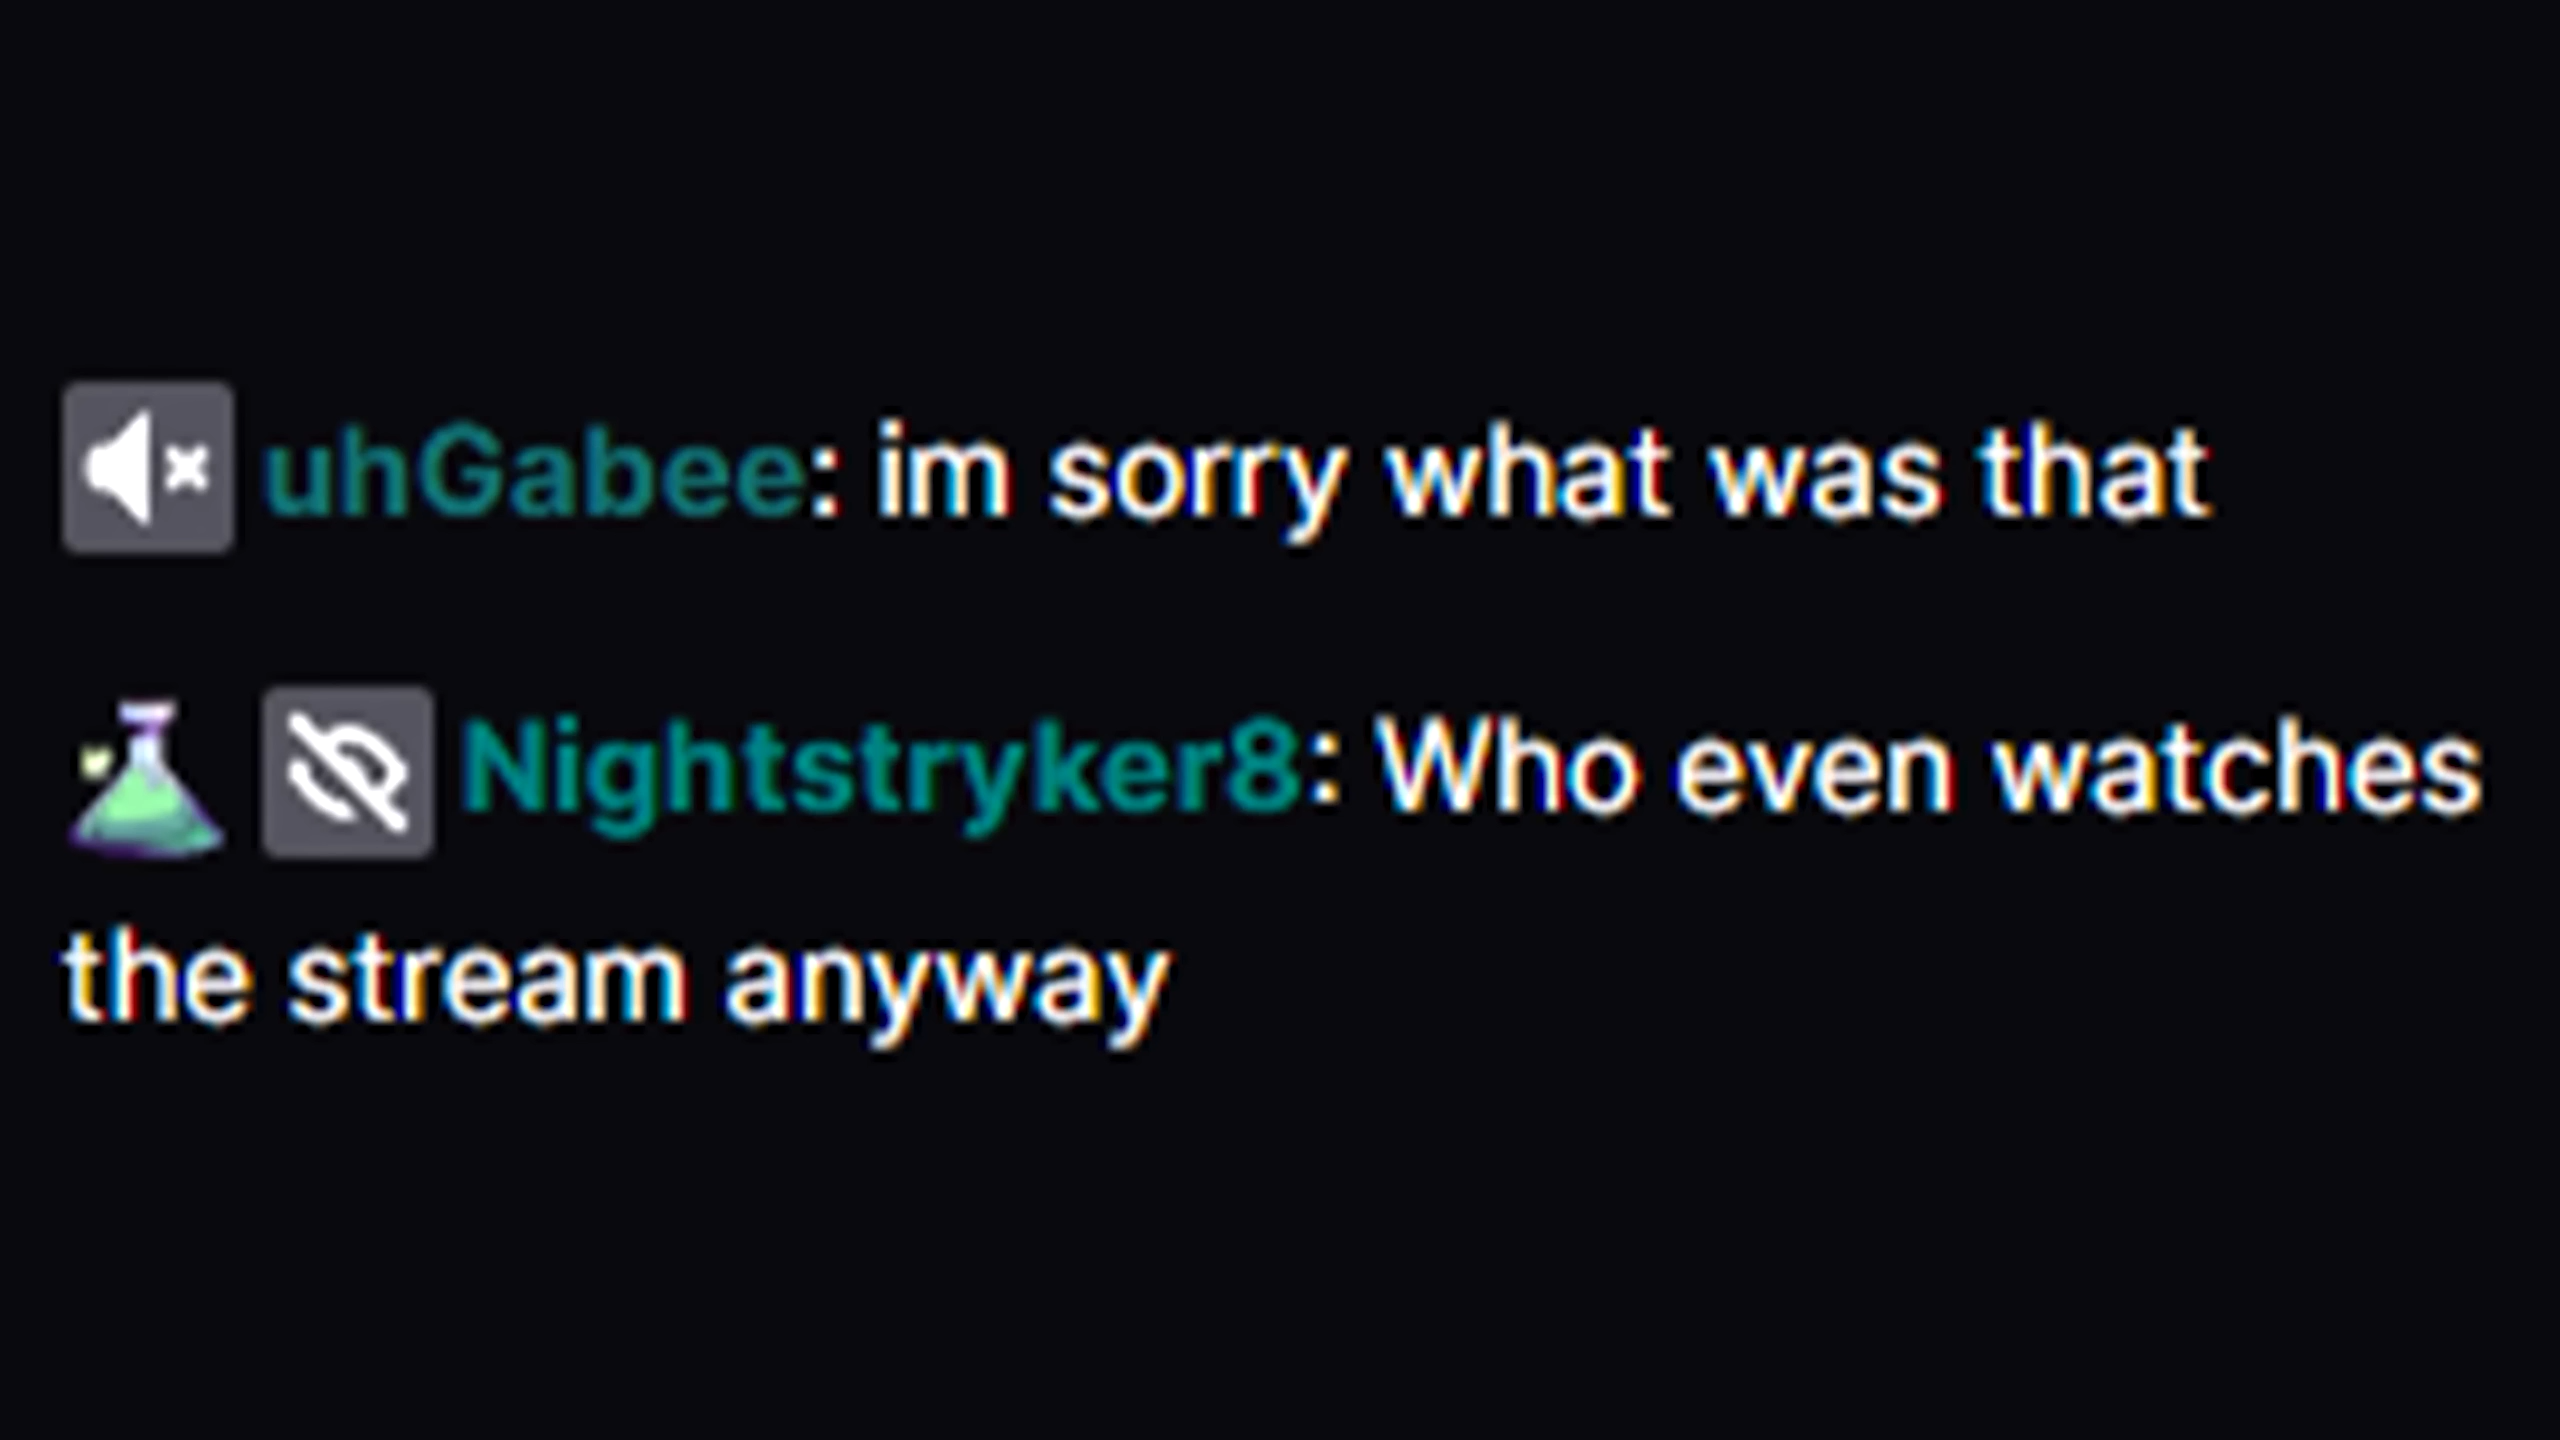 uhGabee: im sorry what was that
Nightstryker8: Who even watches
the stream anyway